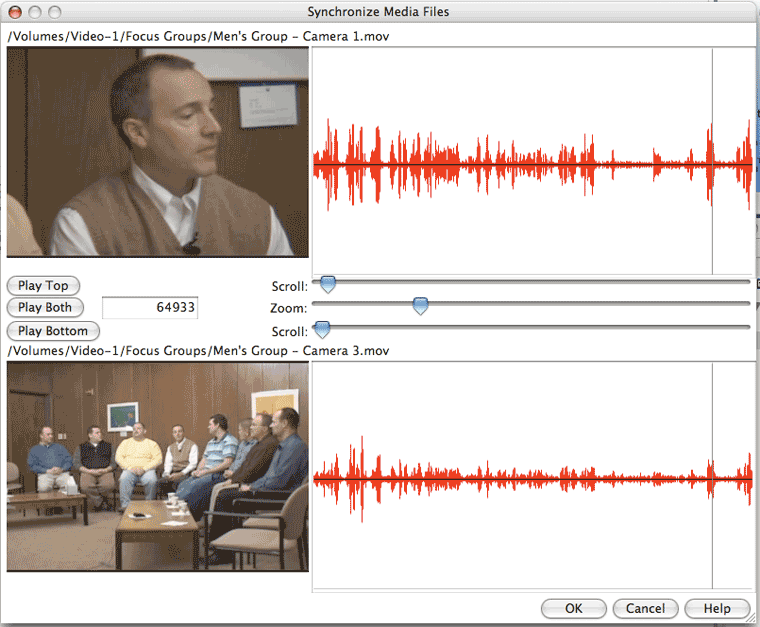 Synchronize Media Files
/Volumes/Video-1/Focus Groups/Men's Group - Camera 1.mov
Play Top
Scroll:
Play Both
64933
Zoom:
Play Bottom
Scroll:
/Volumes/Video-1/Focus Groups/Men's Group - Camera 3.mov
OK
Cancel
Help